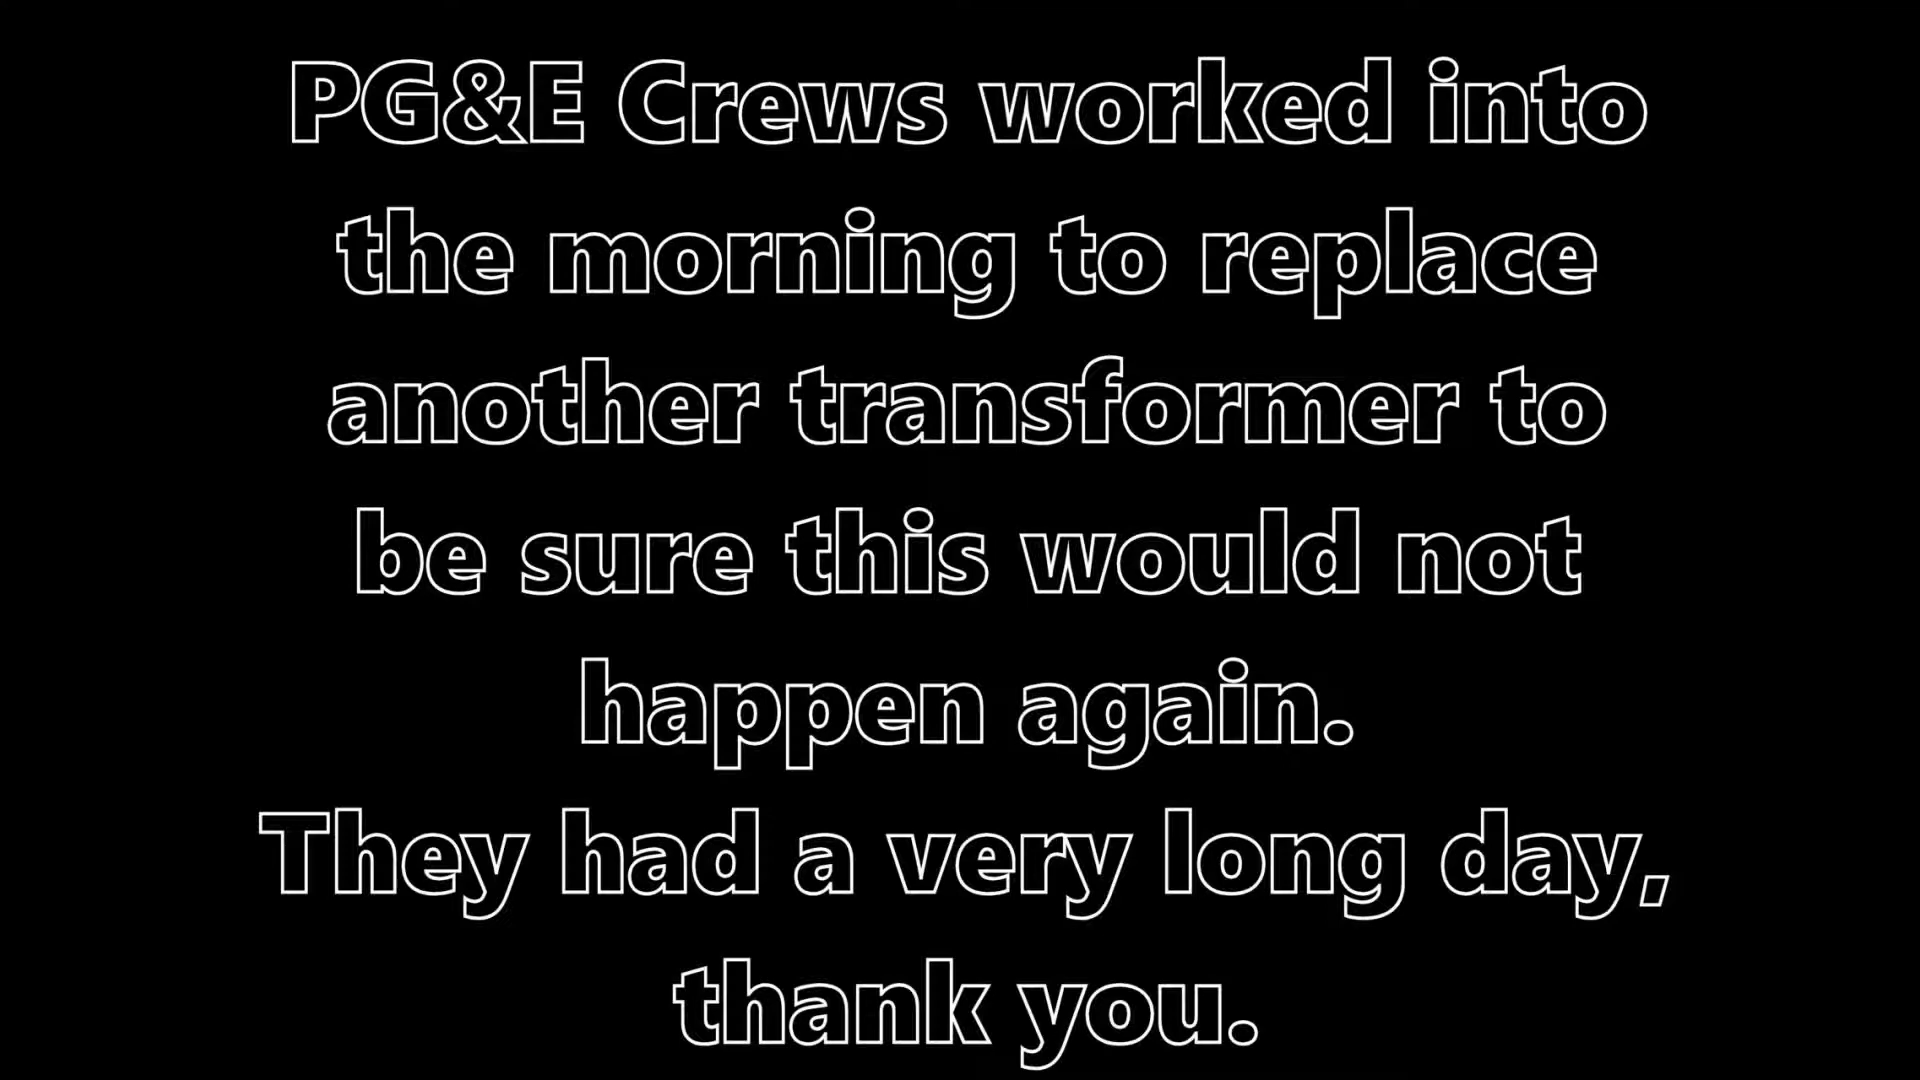 PG&E Crews worked into
the morning to replace
another transformer to
be sure this would not
happen again.
They had a very long day,
thank you.